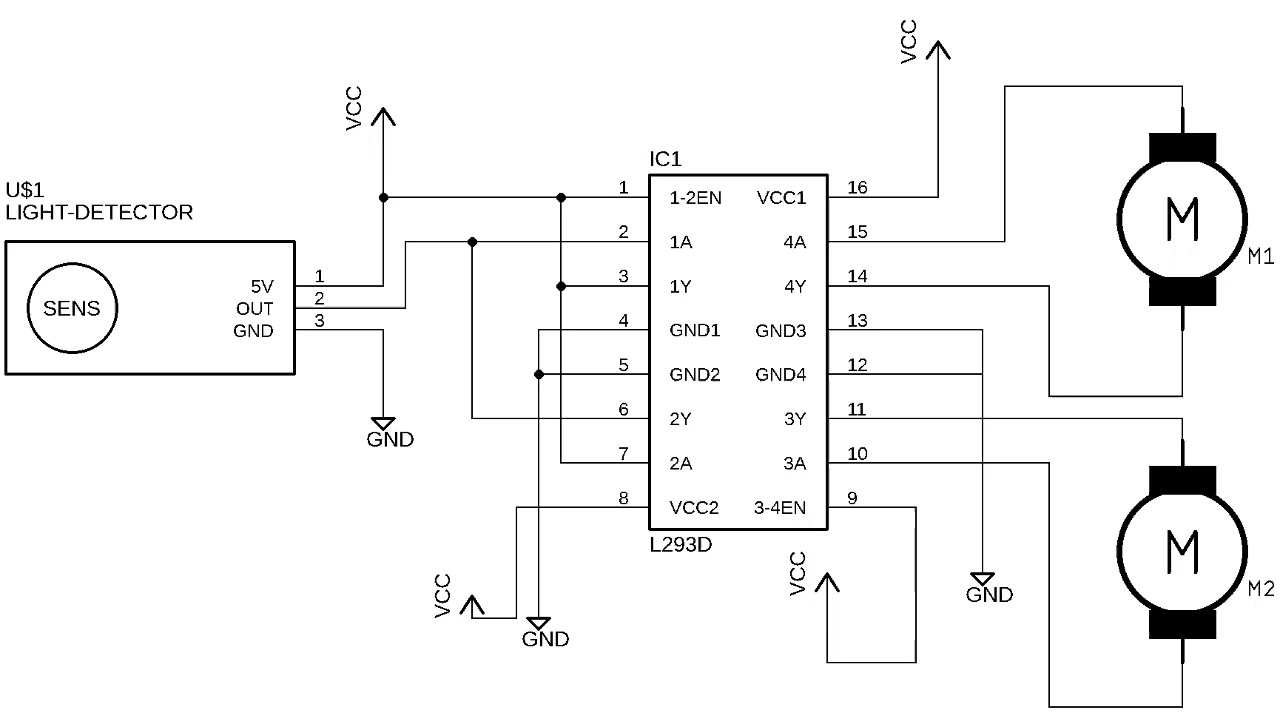 VCC
VCC
IC1
U$1
LIGHT-DETECTOR
SENS
5V 1
OUT 2
GND 3
GND
1 1-2EN VCC1 16
2 1A 4A 15
3 1Y 4Y 14
4 GND1 GND3 13
5 GND2 GND4 12
6 2Y 3Y 11
7 2A 3A 10
8 VCC2 3-4EN 9
L293D
M
M1
VCC
GND
VCC
GND
M
M2